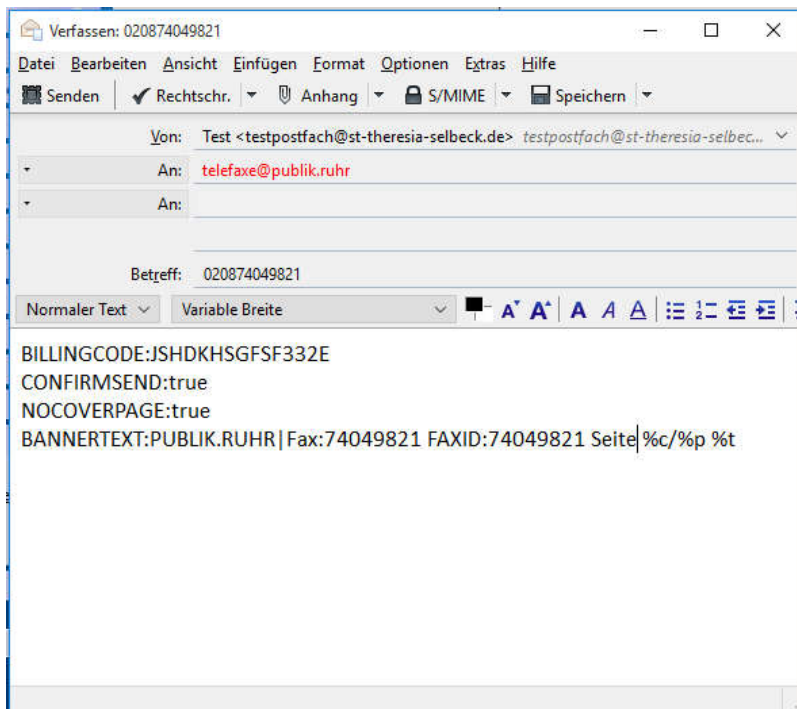 Verfassen: 020874049821
Datei Bearbeiten Ansicht Einfügen Format Optionen Extras Hilfe
Senden Rechtschr. Anhang S/MIME Speichern
Von: Test <testpostfach@st-theresia-selbeck.de> testpostfach@st-theresia-selbec...
An: telefaxe@publik.ruhr
An:
Betreff: 020874049821
Normaler Text Variable Breite
BILLINGCODE:JSHDKHSGFSF332E
CONFIRMSEND:true
NOCOVERPAGE:true
BANNERTEXT:PUBLIK.RUHR|Fax:74049821 FAXID:74049821 Seite %c/%p %t